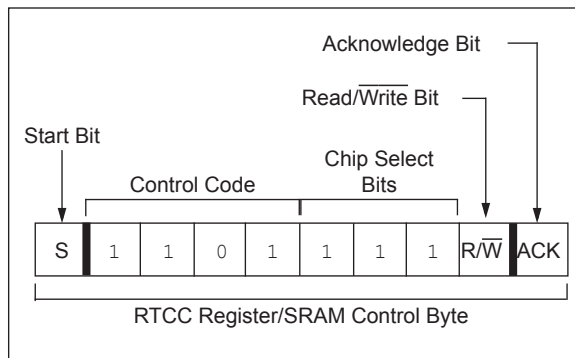 Acknowledge Bit
Read/Write Bit
Start Bit
Chip Select
Control Code
Bits
S 1 1 0 1 1 1 1 R/W ACK
RTCC Register/SRAM Control Byte